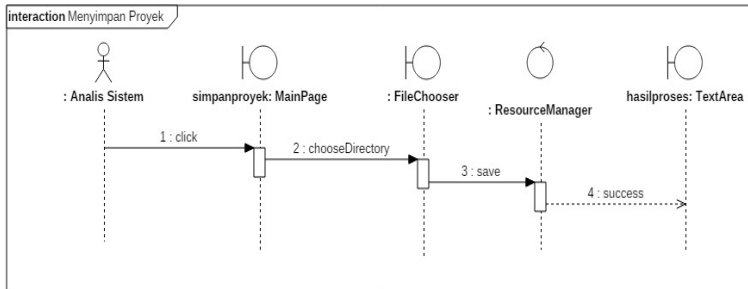 interaction Menyimpan Proyek
: Analis Sistem
simpanproyek: MainPage
: FileChooser
: ResourceManager
hasilproses: TextArea
1 : click
2 : chooseDirectory
3 : save
4 : success